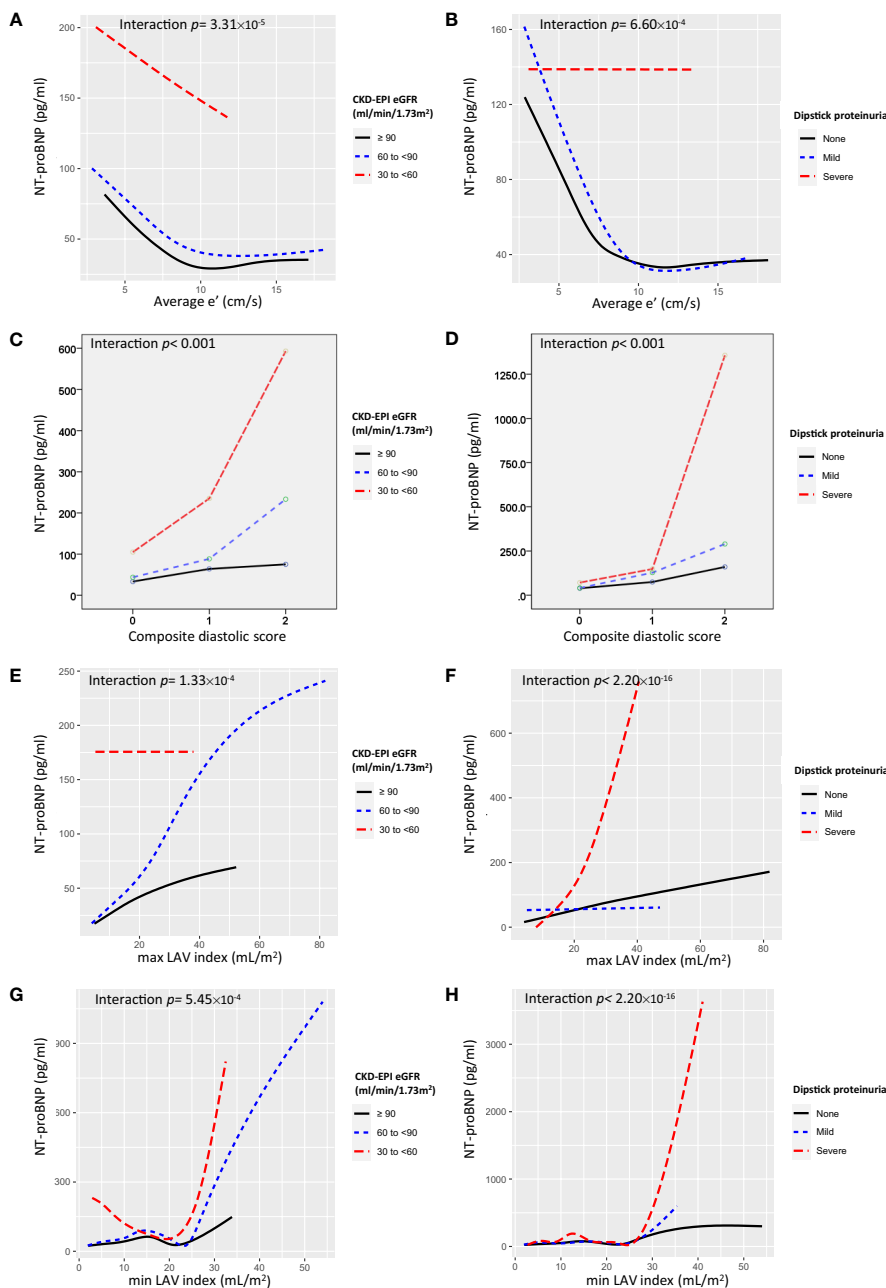 A
Interaction p= 3.31×10-5
NT-proBNP (pg/ml)
200
150
100
50
5
10
15
Average e' (cm/s)
CKD-EPI eGFR
(ml/min/1.73m²)
≥ 90
60 to <90
30 to <60
B
Interaction p= 6.60×10-4
NT-proBNP (pg/ml)
160
120
80
40
5
10
15
Average e' (cm/s)
Dipstick proteinuria
None
Mild
Severe
C
Interaction p< 0.001
NT-proBNP (pg/ml)
600
500
400
300
200
100
0
0
1
2
Composite diastolic score
CKD-EPI eGFR
(ml/min/1.73m²)
≥ 90
60 to <90
30 to <60
D
Interaction p< 0.001
NT-proBNP (pg/ml)
1250.0
1000.0
750.0
500.0
250.0
.0
0
1
2
Composite diastolic score
Dipstick proteinuria
None
Mild
Severe
E
Interaction p= 1.33×10-4
NT-proBNP (pg/ml)
250
225
175
125
50
20
40
60
80
max LAV index (mL/m²)
CKD-EPI eGFR
(ml/min/1.73m²)
≥ 90
60 to <90
30 to <60
F
Interaction p< 2.20×10-16
NT-proBNP (pg/ml)
600
400
200
0
20
40
60
80
max LAV index (mL/m²)
Dipstick proteinuria
None
Mild
Severe
G
Interaction p= 5.45×10-4
NT-proBNP (pg/ml)
900
300
0
0
10
20
30
40
50
min LAV index (mL/m²)
CKD-EPI eGFR
(ml/min/1.73m²)
≥ 90
60 to <90
30 to <60
H
Interaction p< 2.20×10-16
NT-proBNP (pg/ml)
3000
2000
1000
0
0
10
20
30
40
50
min LAV index (mL/m²)
Dipstick proteinuria
None
Mild
Severe